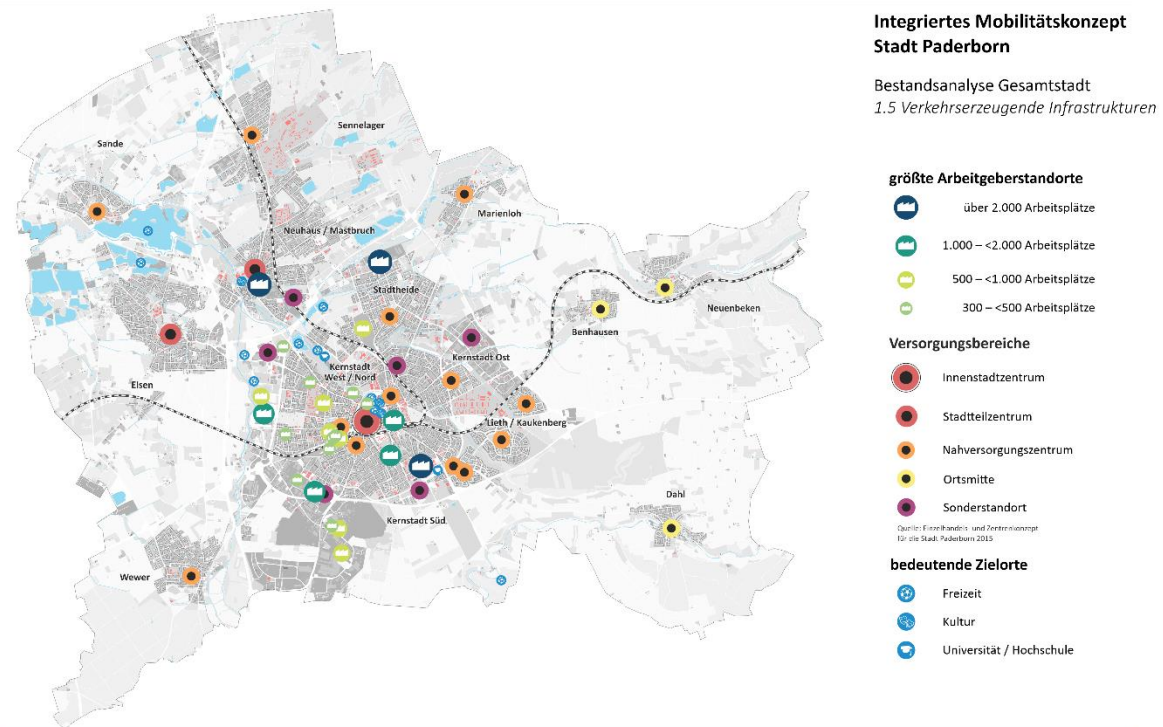 Integriertes Mobilitätskonzept
Stadt Paderborn
Bestandsanalyse Gesamtstadt
1.5 Verkehrserzeugende Infrastrukturen
größte Arbeitgeberstandorte
über 2.000 Arbeitsplätze
1.000 – <2.000 Arbeitsplätze
500 – <1.000 Arbeitsplätze
300 – <500 Arbeitsplätze
Versorgungsbereiche
Innenstadtzentrum
Stadtteilzentrum
Nahversorgungszentrum
Ortsmitte
Sonderstandort
Quelle: Einzelhandels- und Zentrenkonzept
für die Stadt Paderborn 2015
bedeutende Zielorte
Freizeit
Kultur
Universität / Hochschule
Sennelager
Sande
Marienloh
Neuhaus / Mastbruch
Stadtheide
Neuenbeken
Benhausen
Kernstadt Ost
Kernstadt
West / Nord
Elsen
Lieth / Kaukenberg
Dahl
Kernstadt Süd
Wewer